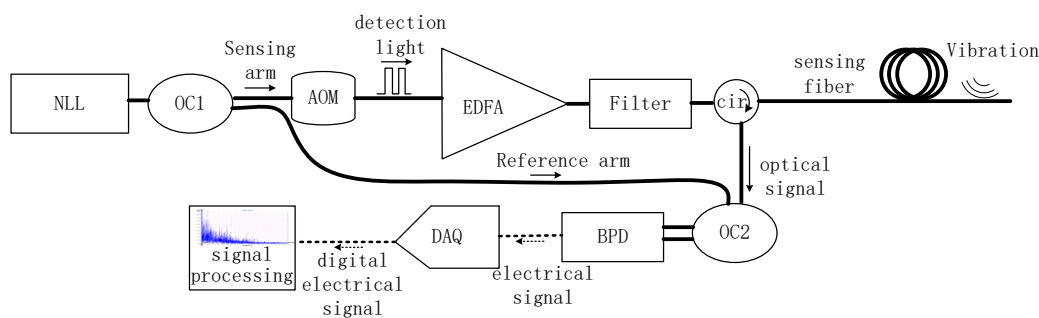 detection
light
Sensing
arm
NLL
OC1
AOM
EDFA
Filter
cir
sensing
fiber
Vibration
Reference arm
optical
signal
signal
processing
digital
electrical
signal
DAQ
electrical
signal
BPD
OC2